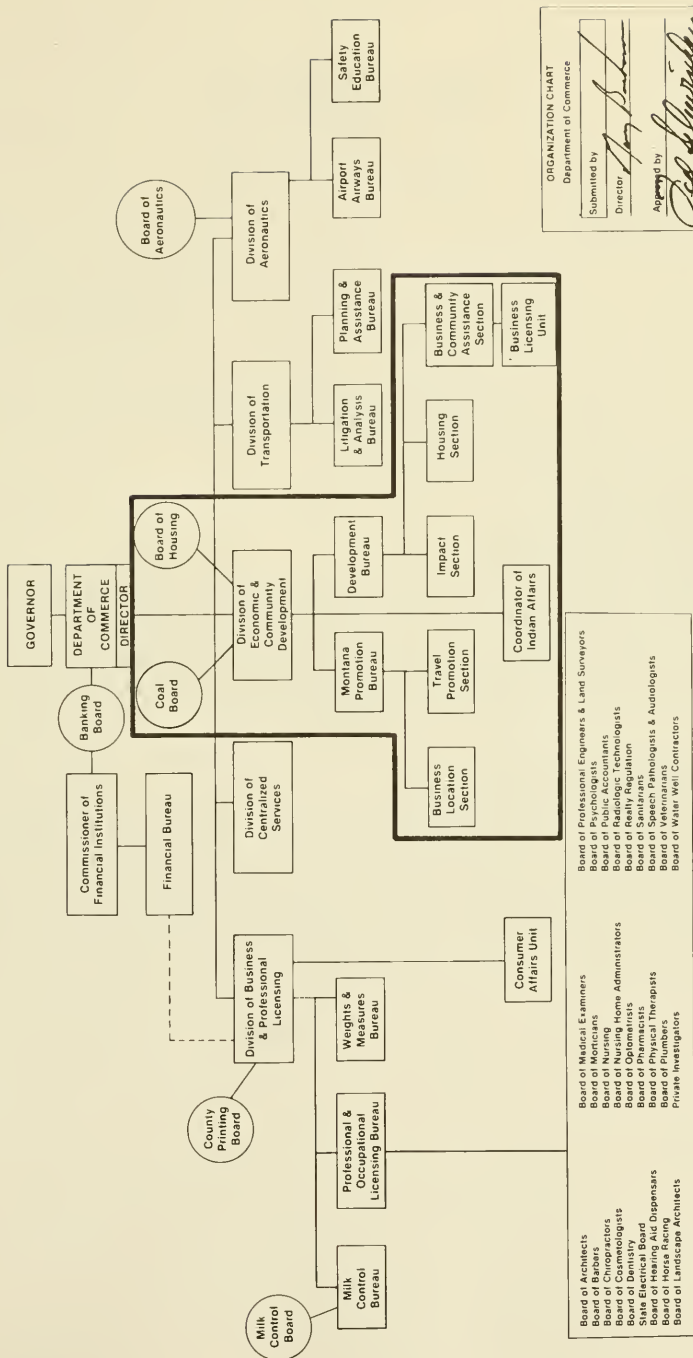 GOVERNOR
DEPARTMENT
OF
COMMERCE
DIRECTOR
Banking
Board
Commissioner of
Financial Institutions
Financial Bureau
Coal
Board
Board of
Housing
Board of
Aeronautics
County
Printing
Board
Division of Business
& Professional
Licensing
Division of
Centralized
Services
Division of
Economic &
Community
Development
Division of
Transportation
Division of
Aeronautics
Milk
Control
Board
Milk
Control
Bureau
Professional &
Occupational
Licensing Bureau
Weights &
Measures
Bureau
Montana
Promotion
Bureau
Development
Bureau
Litigation
& Analysis
Bureau
Planning &
Assistance
Bureau
Airport
Airways
Bureau
Safety
Education
Bureau
Business
Location
Section
Travel
Promotion
Section
Impact
Section
Housing
Section
Business &
Community
Assistance
Section
Business
Licensing
Unit
Consumer
Affairs Unit
Coordinator of
Indian Affairs
Board of Architects
Board of Barbers
Board of Chiropractors
Board of Cosmetologists
Board of Dentistry
State Electrical Board
Board of Hearing Aid Dispensers
Board of Horse Racing
Board of Landscape Architects
Board of Medical Examiners
Board of Morticians
Board of Nursing
Board of Nursing Home Administrators
Board of Optometrists
Board of Pharmacists
Board of Physical Therapists
Board of Plumbers
Private Investigators
Board of Professional Engineers & Land Surveyors
Board of Psychologists
Board of Public Accountants
Board of Radiologic Technologists
Board of Realty Regulation
Board of Sanitarians
Board of Speech Pathologists & Audiologists
Board of Veterinarians
Board of Water Well Contractors
ORGANIZATION CHART
Department of Commerce
Submitted by
Director
Approved by